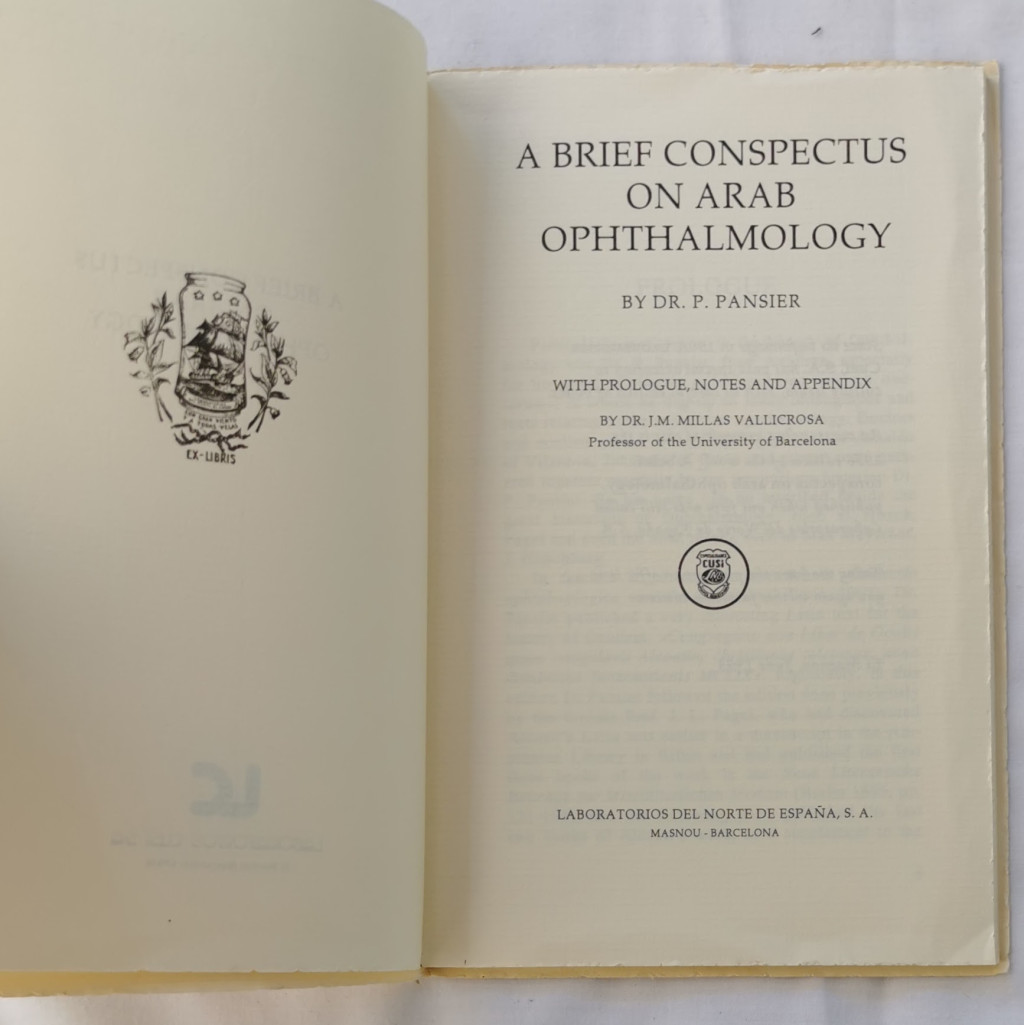 EX-LIBRIS
A BRIEF CONSPECTUS
ON ARAB
OPHTHALMOLOGY
BY DR. P. PANSIER
WITH PROLOGUE, NOTES AND APPENDIX
BY DR. J.M. MILLAS VALLICROSA
Professor of the University of Barcelona
CUSI
LABORATORIOS DEL NORTE DE ESPAÑA, S. A.
MASNOU - BARCELONA